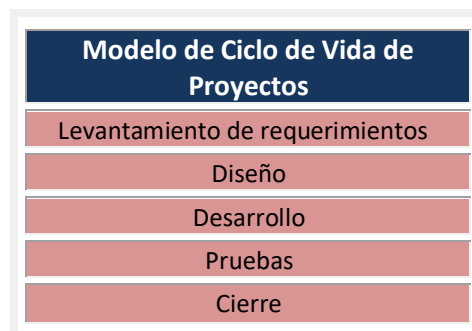 Modelo de Ciclo de Vida de
Proyectos
Levantamiento de requerimientos
Diseño
Desarrollo
Pruebas
Cierre